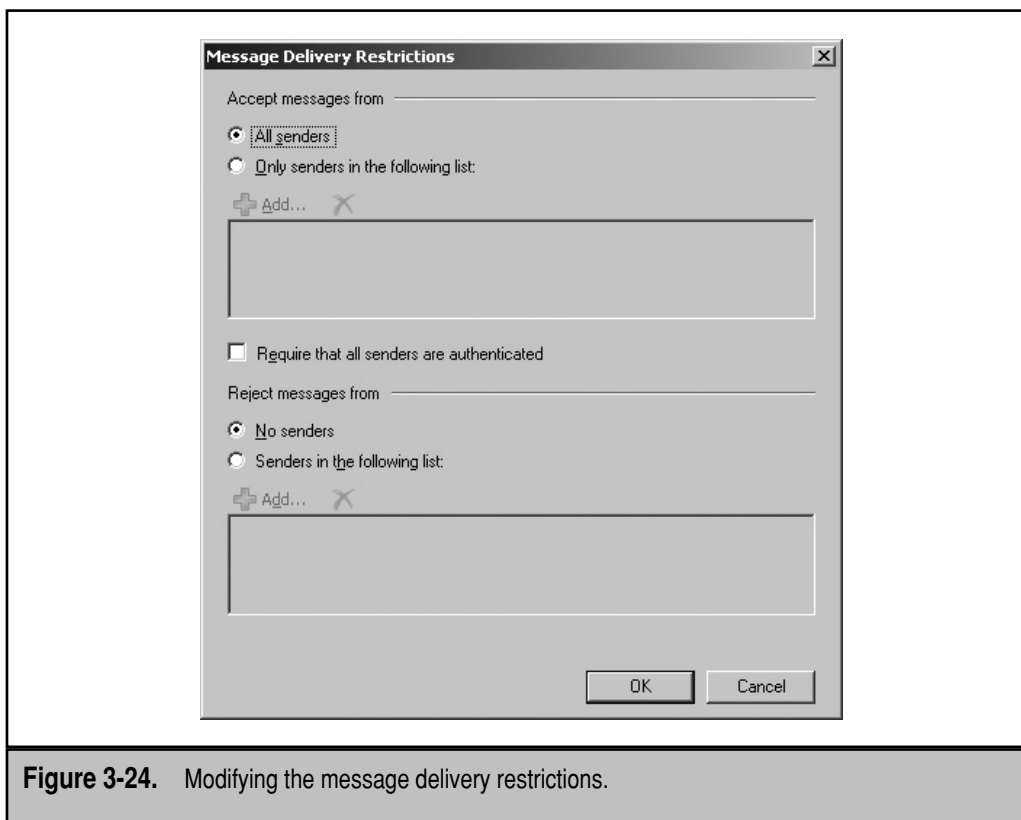 Message Delivery Restrictions
Accept messages from
All senders
Only senders in the following list:
Add...
Require that all senders are authenticated
Reject messages from
No senders
Senders in the following list:
Add...
OK Cancel
Figure 3-24. Modifying the message delivery restrictions.